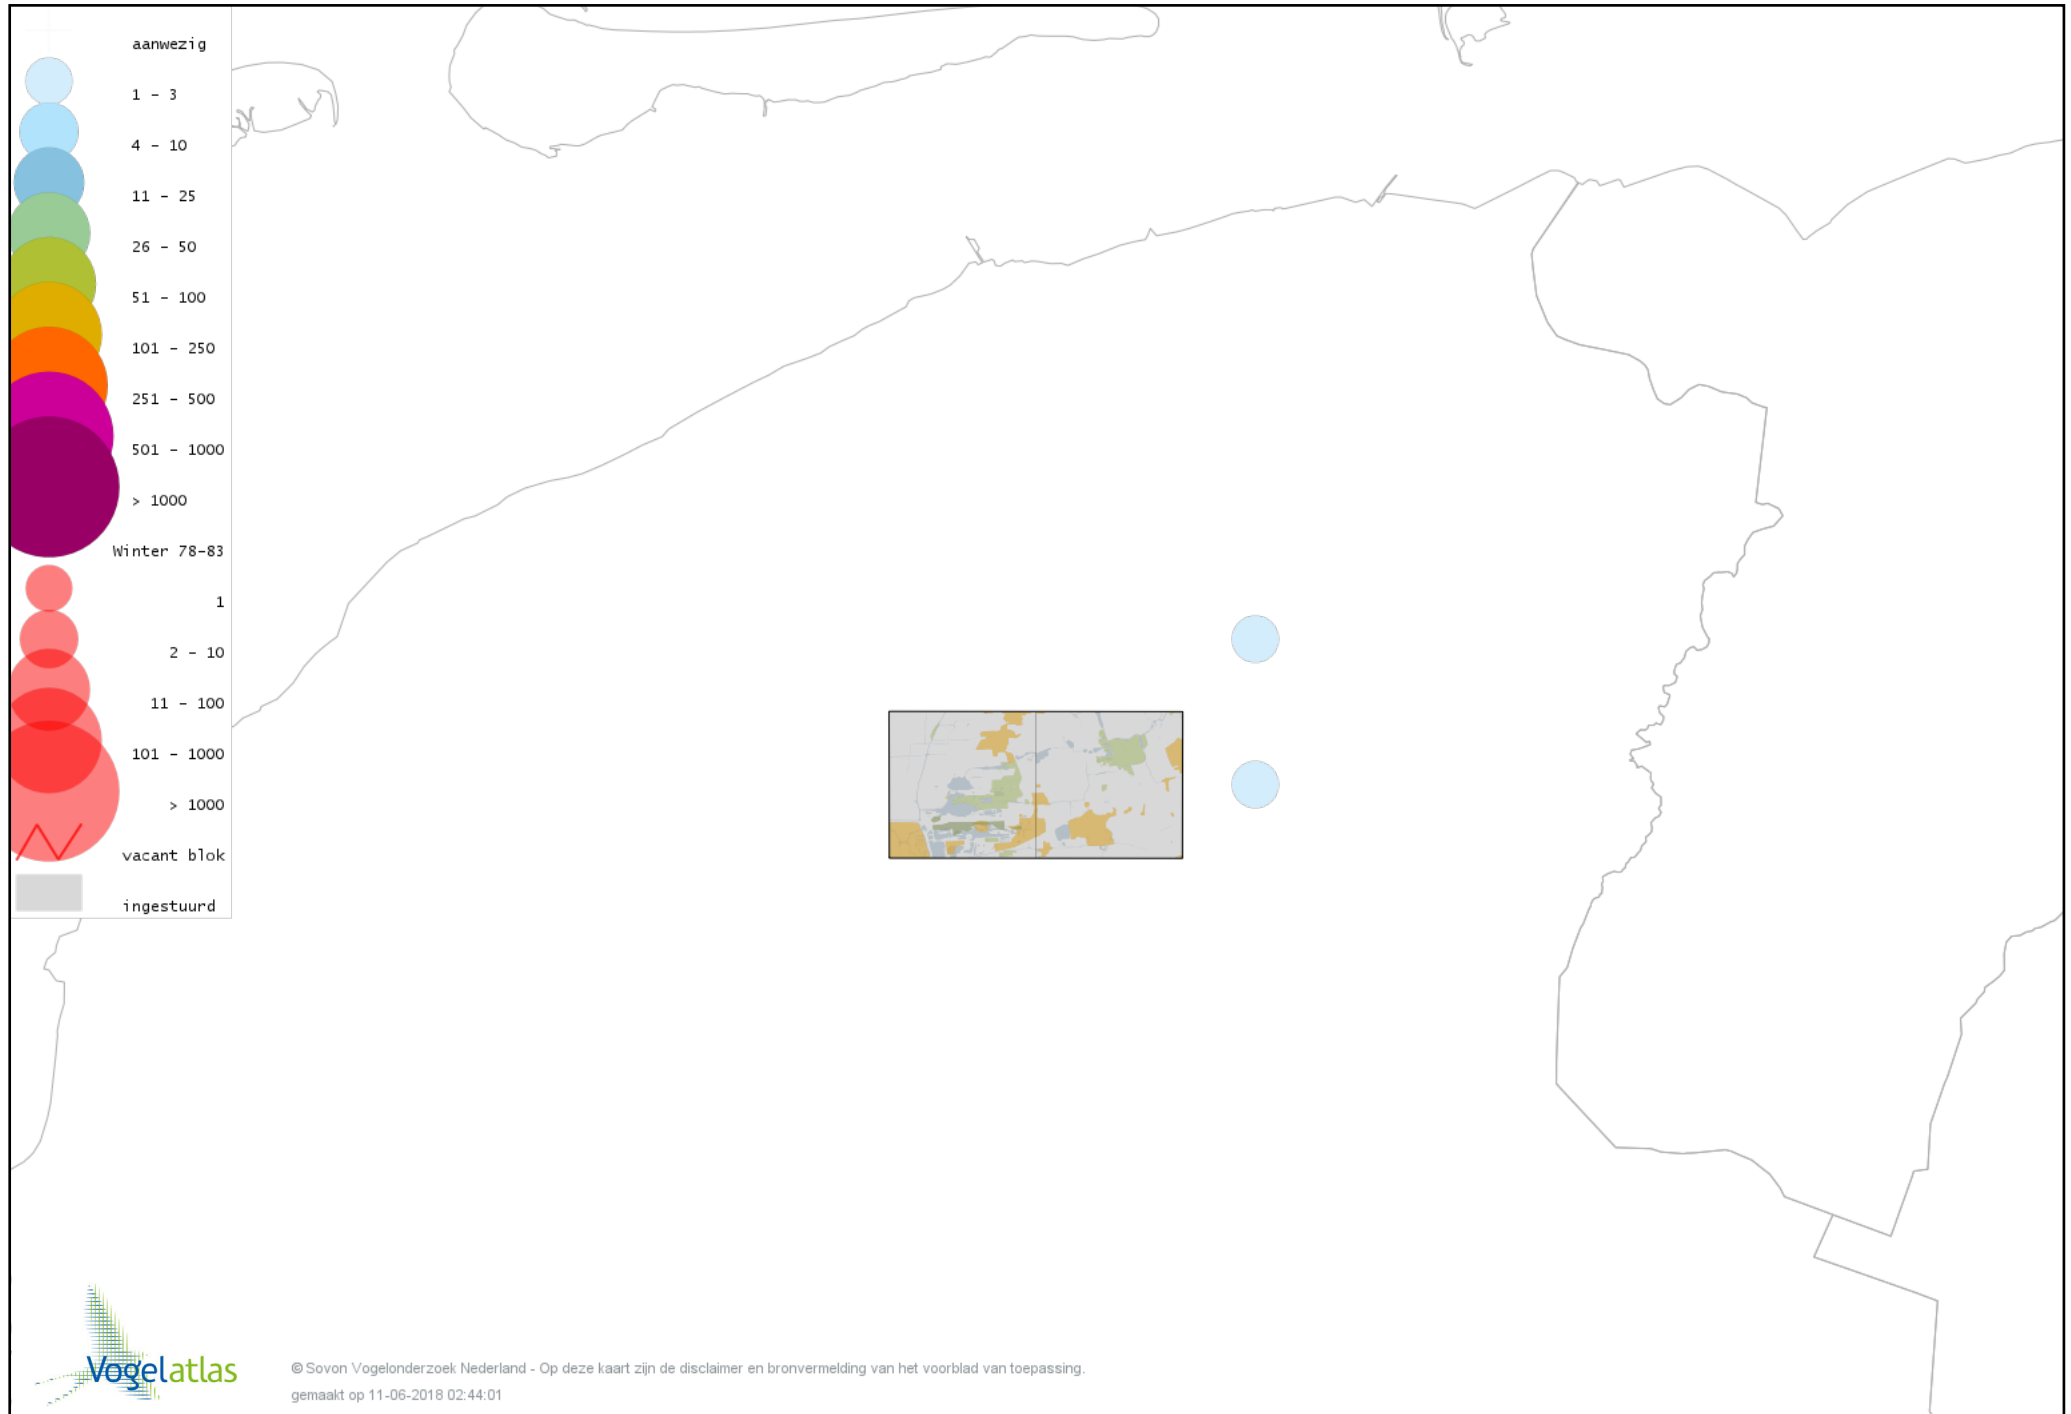 aanwezig
1 - 3
4 - 10
11 - 25
26 - 50
51 - 100
101 - 250
251 - 500
501 - 1000
> 1000
Winter 78-83
1
2 - 10
11 - 100
101 - 1000
> 1000
vacant blok
ingestuurd
Vogelatlas
© Sovon Vogelonderzoek Nederland - Op deze kaart zijn de disclaimer en bronvermelding van het voorblad van toepassing.
gemaakt op 11-06-2018 02:44:01